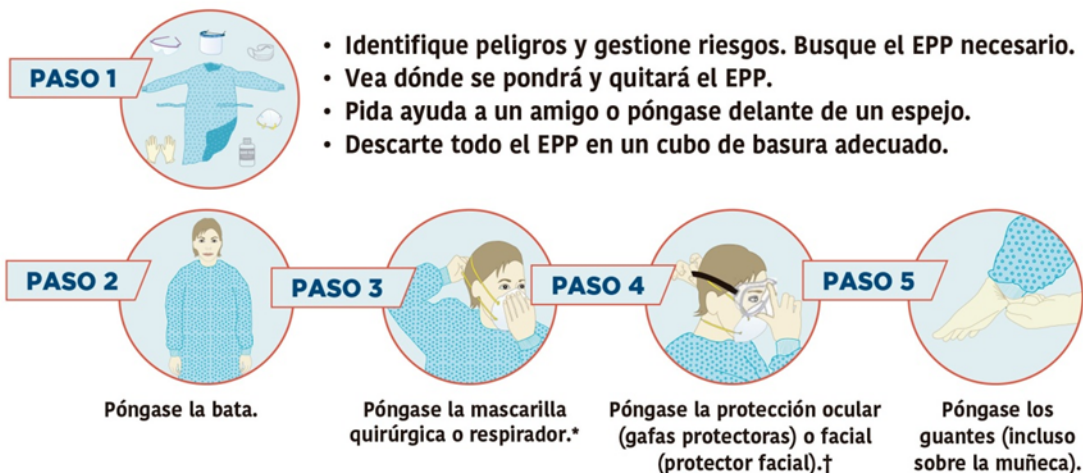 PASO 1
• Identifique peligros y gestione riesgos. Busque el EPP necesario.
• Vea dónde se pondrá y quitará el EPP.
• Pida ayuda a un amigo o póngase delante de un espejo.
• Descarte todo el EPP en un cubo de basura adecuado.
PASO 2
Póngase la bata.
PASO 3
Póngase la mascarilla
quirúrgica o respirador.*
PASO 4
Póngase la protección ocular
(gafas protectoras) o facial
(protector facial).†
PASO 5
Póngase los
guantes (incluso
sobre la muñeca).